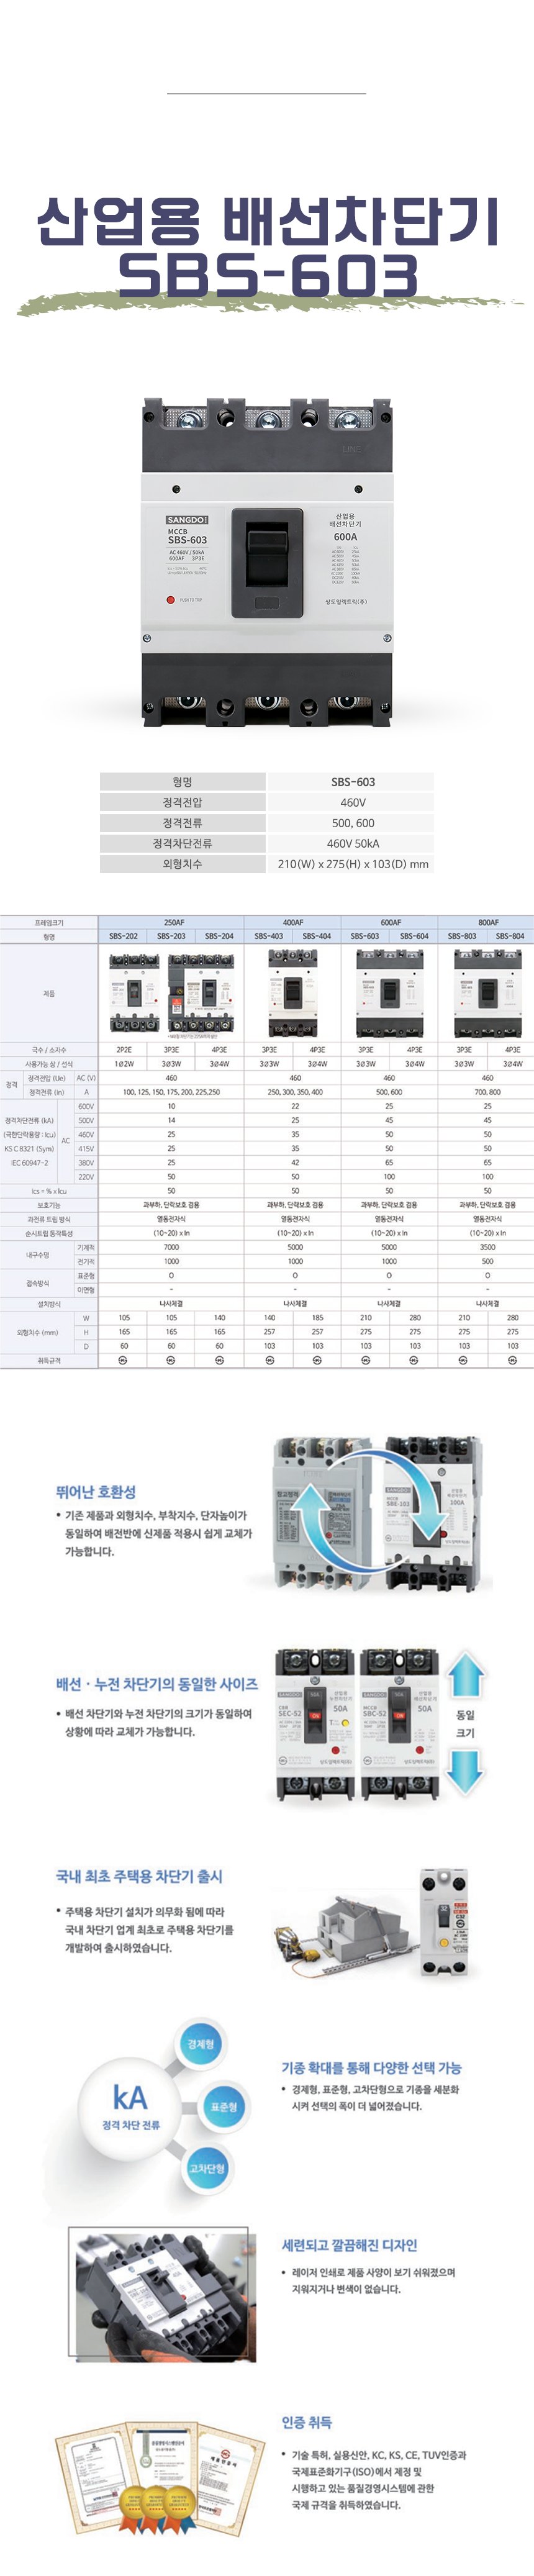 산업용 배선차단기
SBS-603
LINE
SANGDO
MCCB
SBS-603
AC 460V / 50kA
600AF 3P3E
산업용
배선차단기
600A
PUSH TO TRIP
상도일렉트릭(주)
형명 SBS-603
정격전압 460V
정격전류 500, 600
정격차단전류 460V 50kA
외형치수 210(W) x 275(H) x 103(D) mm
프레임크기 250AF 400AF 600AF 800AF
형명 SBS-202 SBS-203 SBS-204 SBS-403 SBS-404 SBS-603 SBS-604 SBS-803 SBS-804
제품
극수 / 소자수 2P2E 3P3E 4P3E 3P3E 4P3E 3P3E 4P3E 3P3E 4P3E
사용가능 상 / 선식 1Ø2W 3Ø3W 3Ø4W 3Ø3W 3Ø4W 3Ø3W 3Ø4W 3Ø3W 3Ø4W
정격 정격전압 (Ue) AC (V) 460 460 460 460
정격전류 (In) A 100, 125, 150, 175, 200, 225,250 250, 300, 350, 400 500, 600 700, 800
정격차단전류 (kA)
(극한단락용량 : Icu)
KS C 8321 (Sym)
IEC 60947-2
AC
600V 10 22 25 25
500V 14 25 45 45
460V 25 35 50 50
415V 25 35 50 50
380V 25 42 65 65
220V 50 50 100 100
Ics = % x Icu 50 50 50 50
보호기능 과부하, 단락보호 겸용 과부하, 단락보호 겸용 과부하, 단락보호 겸용 과부하, 단락보호 겸용
과전류 트립 방식 열동전자식 열동전자식 열동전자석 열동전자식
순시트립 동작특성 (10~20) x In (10~20) x In (10~20) x In (10~20) x In
내구수명 기계적 7000 5000 5000 3500
전기적 1000 1000 1000 500
접속방식 표준형 O O O O
이면형 - - - -
설치방식 나사체결 나사체결 나사체결 나사체결
외형치수 (mm) W 105 105 140 140 185 210 280 210 280
H 165 165 165 257 257 275 275 275 275
D 60 60 60 103 103 103 103 103 103
취득규격
뛰어난 호환성
• 기존 제품과 외형치수, 부착치수, 단자높이가
동일하여 배전반에 신제품 적용시 쉽게 교체가
가능합니다.
SANGDO
MCCB
SBE-103
100A
배선 · 누전 차단기의 동일한 사이즈
• 배선 차단기와 누전 차단기의 크기가 동일하여
상황에 따라 교체가 가능합니다.
SEC-52
50A
SBC-52
50A
동일
크기
국내 최초 주택용 차단기 출시
• 주택용 차단기 설치가 의무화 됨에 따라
국내 차단기 업계 최초로 주택용 차단기를
개발하여 출시하였습니다.
32
C32
kA
정격 차단 전류
경제형
표준형
고차단형
기종 확대를 통해 다양한 선택 가능
• 경제형, 표준형, 고차단형으로 기종을 세분화
시켜 선택의 폭이 더 넓어졌습니다.
세련되고 깔끔해진 디자인
• 레이저 인쇄로 제품 사양이 보기 쉬워졌으며
지워지거나 변색이 없습니다.
인증 취득
• 기술 특허, 실용신안, KC, KS, CE, TUV인증과
국제표준화기구(ISO)에서 제정 및
시행하고 있는 품질경영시스템에 관한
국제 규격을 취득하였습니다.